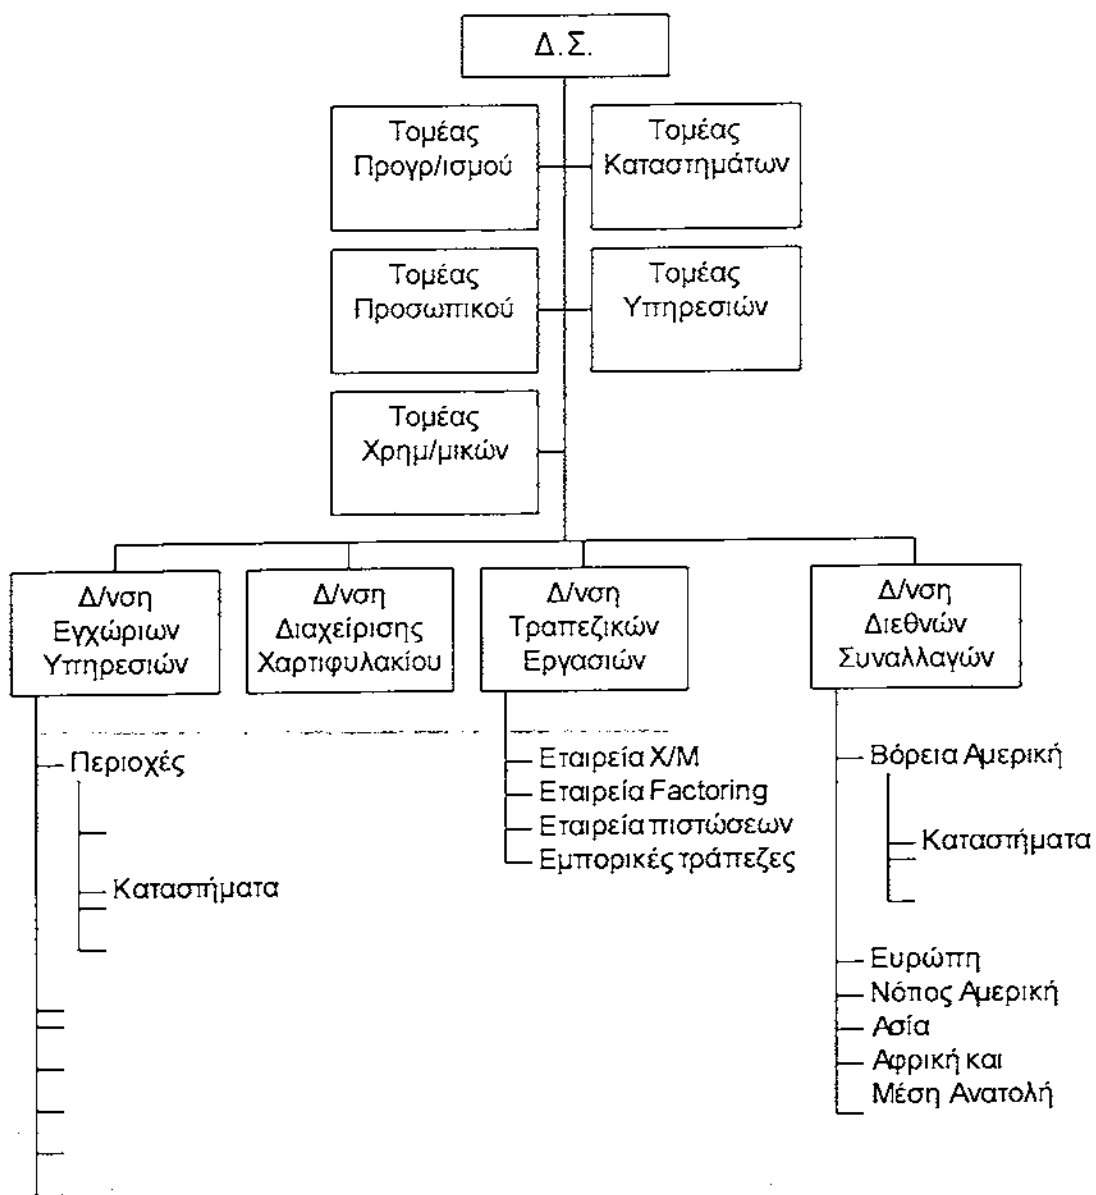 Δ.Σ.
Τομέας
Προγρ/ισμού
Τομέας
Καταστημάτων
Τομέας
Προσωπικού
Τομέας
Υπηρεσιών
Τομέας
Χρημ/μικών
Δ/νση
Εγχώριων
Υπηρεσιών
Δ/νση
Διαχείρισης
Χαρτιφυλακίου
Δ/νση
Τραπεζικών
Εργασιών
Δ/νση
Διεθνών
Συναλλαγών
Περιοχές
Καταστήματα
Εταιρεία Χ/Μ
Εταιρεία Factoring
Εταιρεία πιστώσεων
Εμπορικές τράπεζες
Βόρεια Αμερική
Καταστήματα
Ευρώπη
Νόπος Αμερική
Ασία
Αφρική και
Μέση Ανατολή